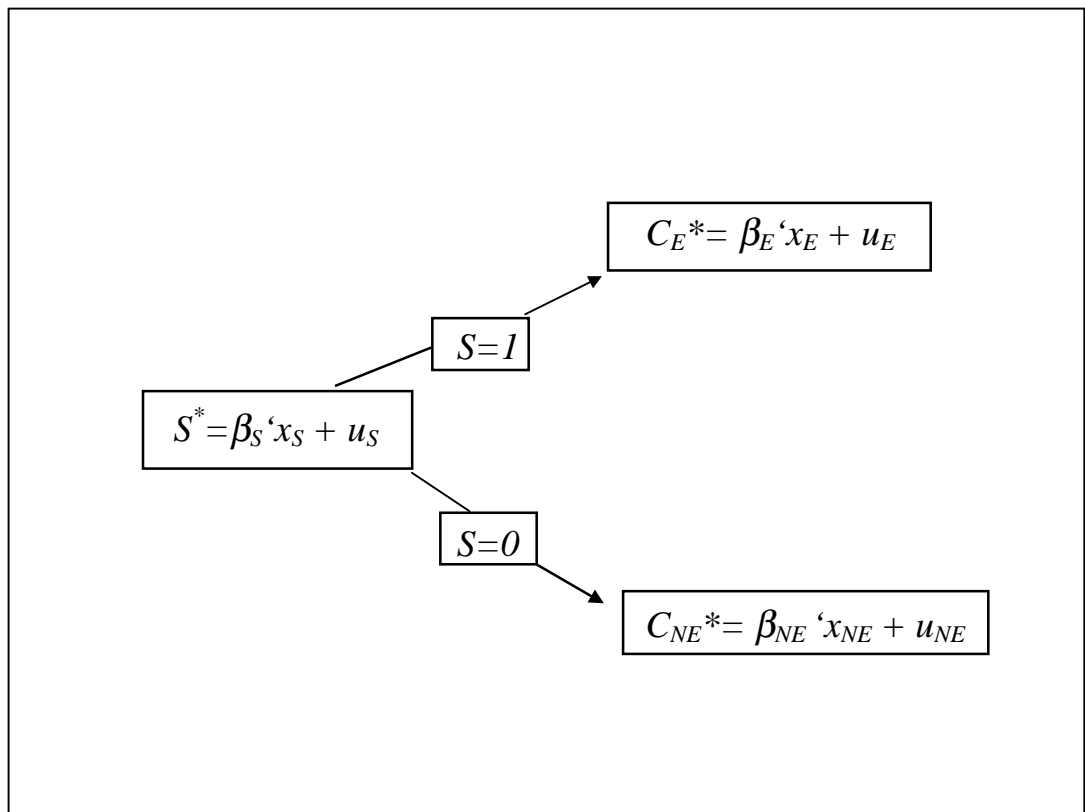 C_E*= β_E‘x_E + u_E
S=1
S^*=β_S‘x_S + u_S
S=0
C_NE*= β_NE ‘x_NE + u_NE